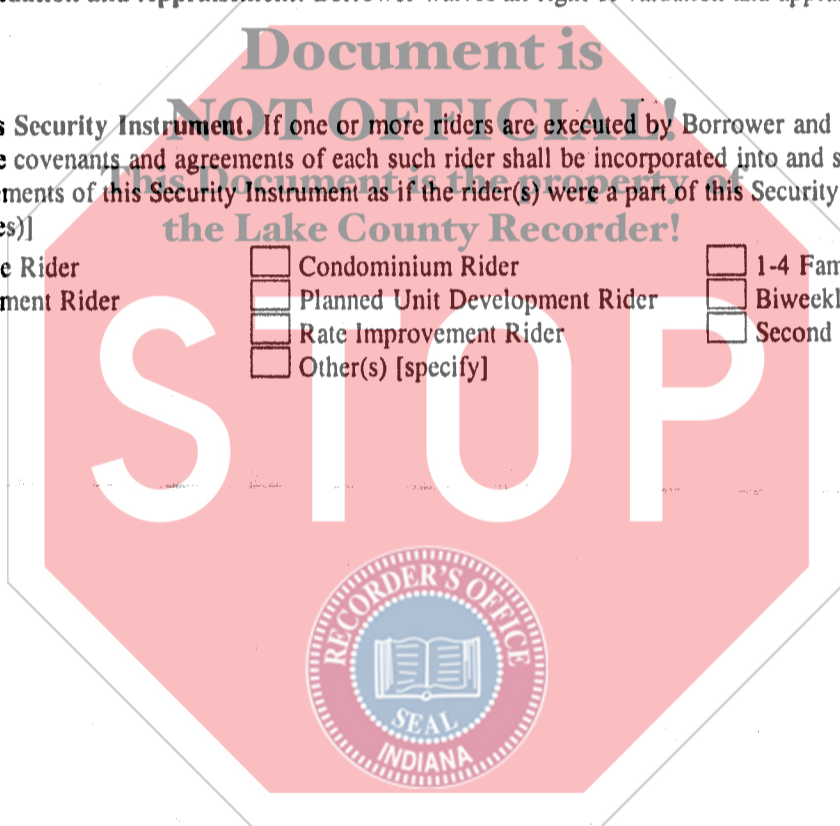 Document is
NOT OFFICIAL!
s Security Instrument. If one or more riders are executed by Borrower and
e covenants and agreements of each such rider shall be incorporated into and s
This Document is the property of
ments of this Security Instrument as if the rider(s) were a part of this Security
es)]
the Lake County Recorder!
e Rider Condominium Rider 1-4 Fam
ment Rider Planned Unit Development Rider Biweekl
Rate Improvement Rider Second
Other(s) [specify]
STOP
RECORDER'S OFFICE
SEAL
INDIANA